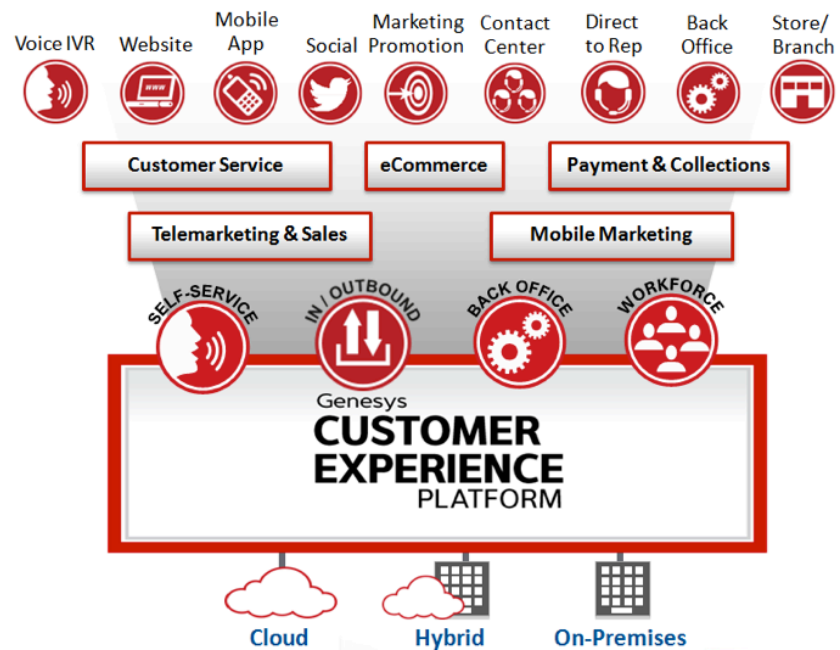 Voice IVR
Website
Mobile
App
Social
Marketing
Promotion
Contact
Center
Direct
to Rep
Back
Office
Store/
Branch
www
Customer Service
eCommerce
Payment & Collections
Telemarketing & Sales
Mobile Marketing
SELF-SERVICE
IN / OUTBOUND
BACK OFFICE
WORKFORCE
Genesys
CUSTOMER
EXPERIENCE
PLATFORM
Cloud
Hybrid
On-Premises